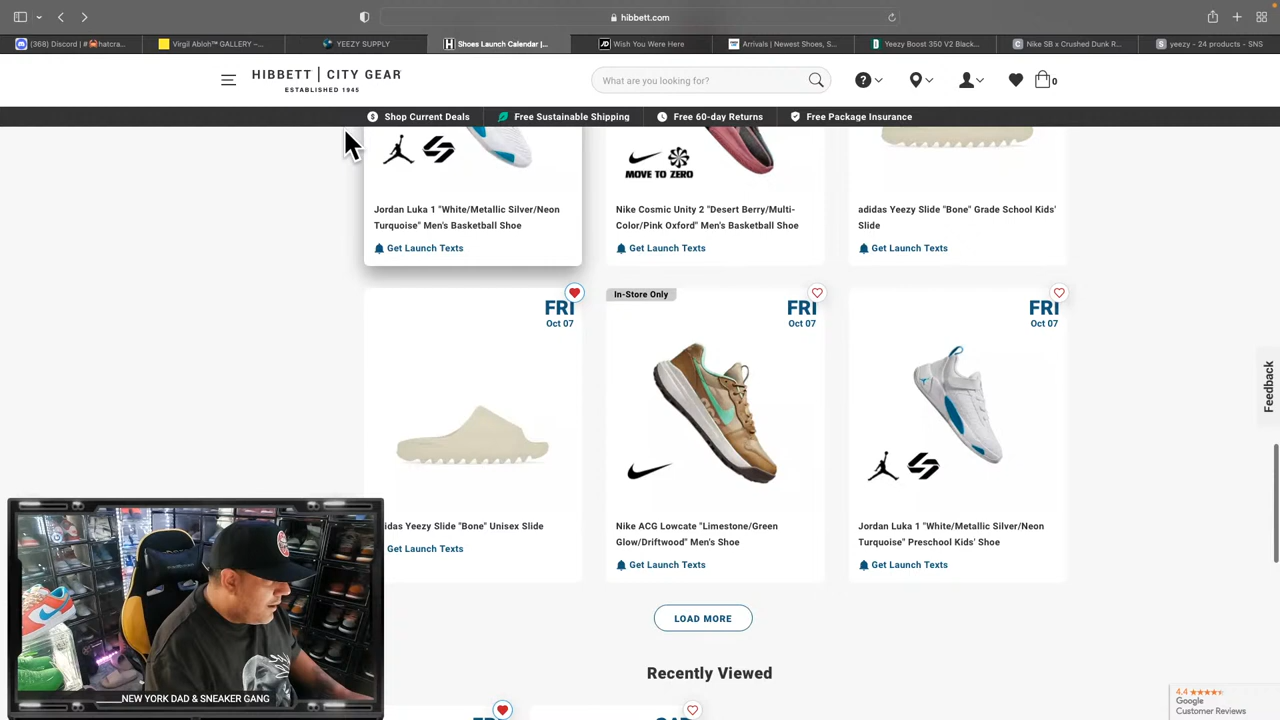 hibbett.com
(368) Discord | #🦀hatcra...
Virgil Abloh™ GALLERY –...
YEEZY SUPPLY
Shoes Launch Calendar |...
Wish You Were Here
Arrivals | Newest Shoes, S...
Yeezy Boost 350 V2 Black...
Nike SB x Crushed Dunk R...
yeezy - 24 products - SNS
HIBBETT | CITY GEAR
ESTABLISHED 1945
What are you looking for?
0
Shop Current Deals
Free Sustainable Shipping
Free 60-day Returns
Free Package Insurance
MOVE TO ZERO
Jordan Luka 1 "White/Metallic Silver/Neon
Turquoise" Men's Basketball Shoe
Get Launch Texts
Nike Cosmic Unity 2 "Desert Berry/Multi-
Color/Pink Oxford" Men's Basketball Shoe
Get Launch Texts
adidas Yeezy Slide "Bone" Grade School Kids'
Slide
Get Launch Texts
FRI
Oct 07
In-Store Only
FRI
Oct 07
FRI
Oct 07
idas Yeezy Slide "Bone" Unisex Slide
Get Launch Texts
Nike ACG Lowcate "Limestone/Green
Glow/Driftwood" Men's Shoe
Get Launch Texts
Jordan Luka 1 "White/Metallic Silver/Neon
Turquoise" Preschool Kids' Shoe
Get Launch Texts
LOAD MORE
Recently Viewed
Feedback
4.4
Google
Customer Reviews
_____NEW YORK DAD & SNEAKER GANG